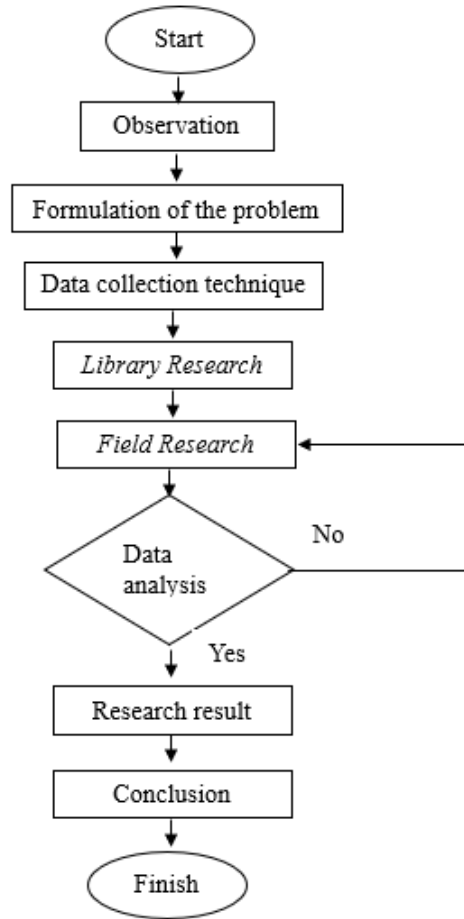 Start
Observation
Formulation of the problem
Data collection technique
Library Research
Field Research
Data
analysis
No
Yes
Research result
Conclusion
Finish